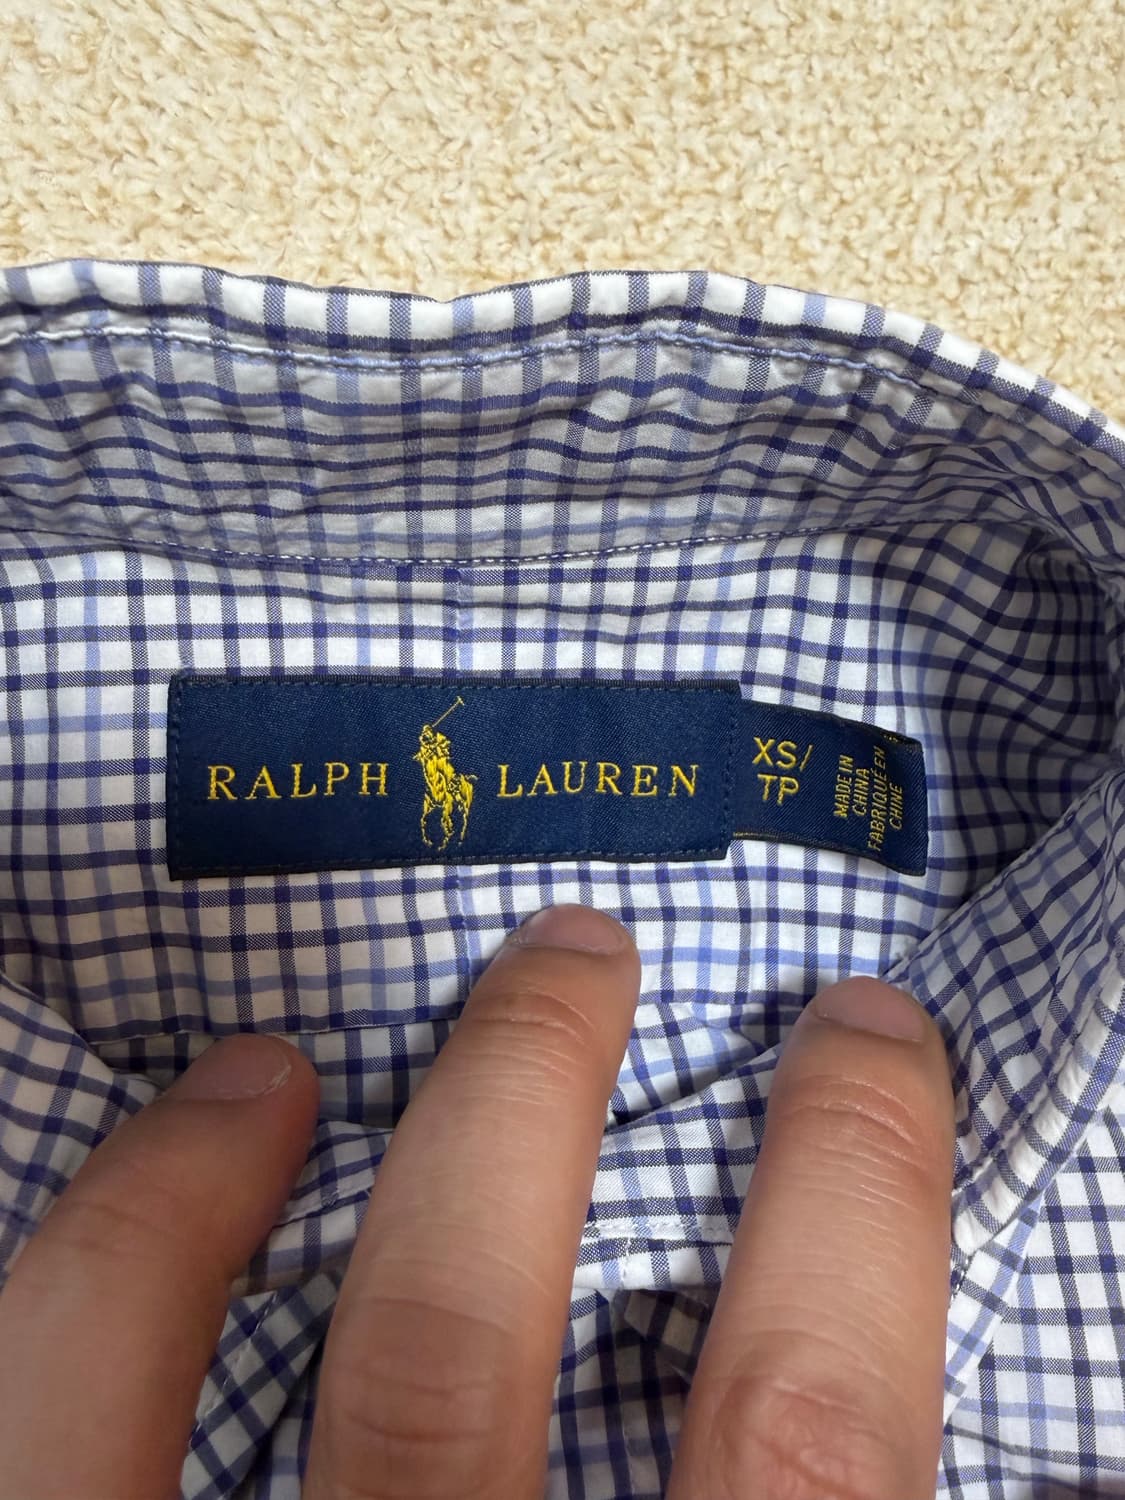 RALPH LAUREN
XS/
TP
MADE IN
CHINA
FABRIQUÉ EN
CHINE